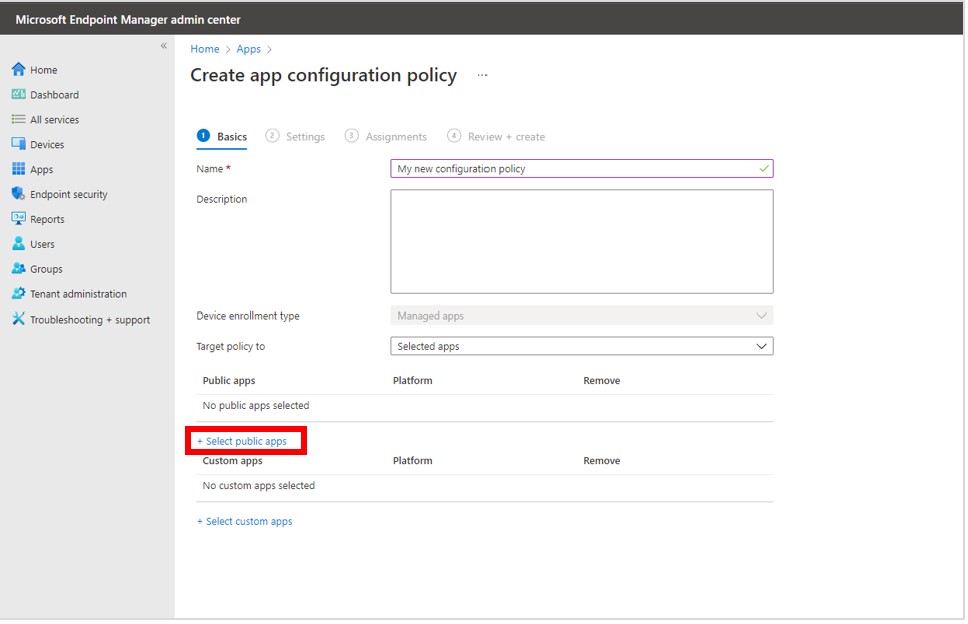 Microsoft Endpoint Manager admin center
«
Home
Dashboard
All services
Devices
Apps
Endpoint security
Reports
Users
Groups
Tenant administration
Troubleshooting + support
Home > Apps >
Create app configuration policy ...
1 Basics 2 Settings 3 Assignments 4 Review + create
Name * My new configuration policy
Description
Device enrollment type Managed apps
Target policy to Selected apps
Public apps Platform Remove
No public apps selected
+ Select public apps
Custom apps Platform Remove
No custom apps selected
+ Select custom apps